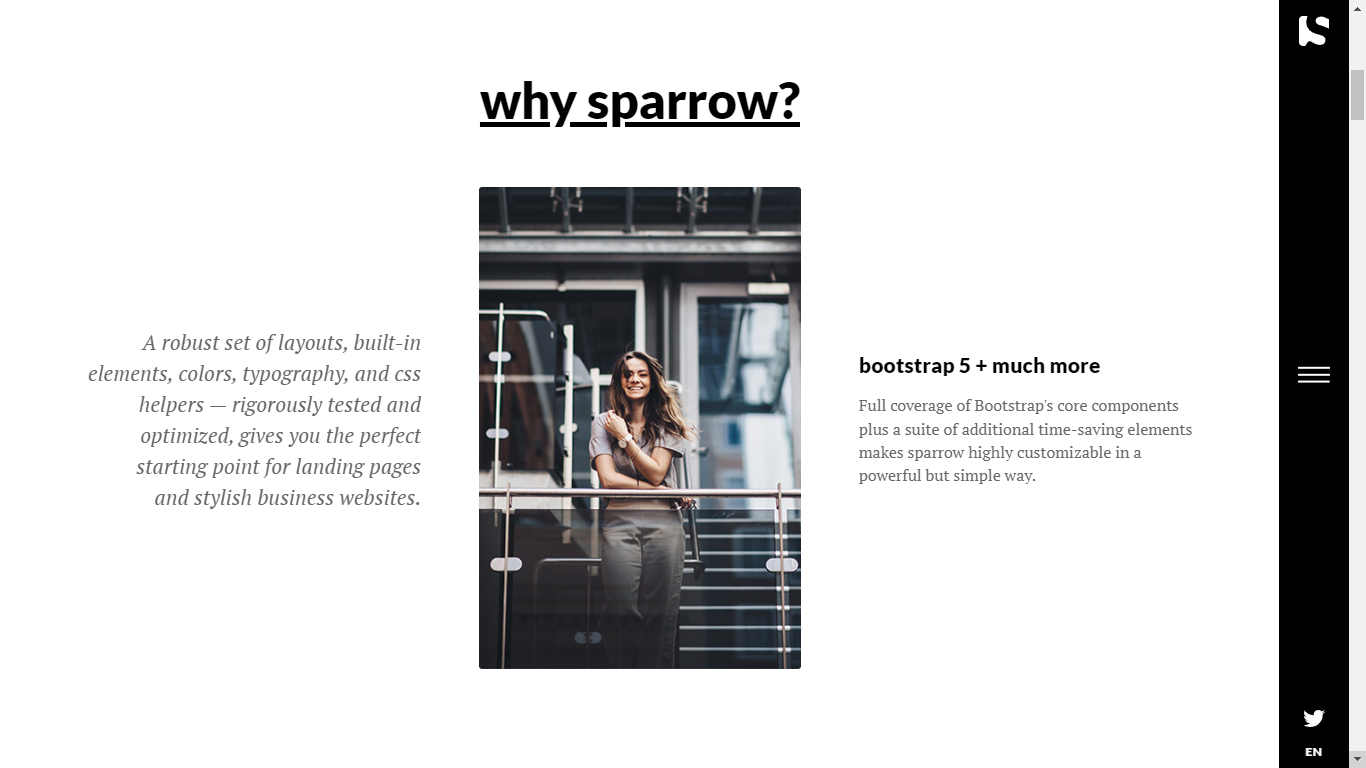 why sparrow?
A robust set of layouts, built-in
elements, colors, typography, and css
helpers — rigorously tested and
optimized, gives you the perfect
starting point for landing pages
and stylish business websites.
bootstrap 5 + much more
Full coverage of Bootstrap's core components
plus a suite of additional time-saving elements
makes sparrow highly customizable in a
powerful but simple way.
S
EN